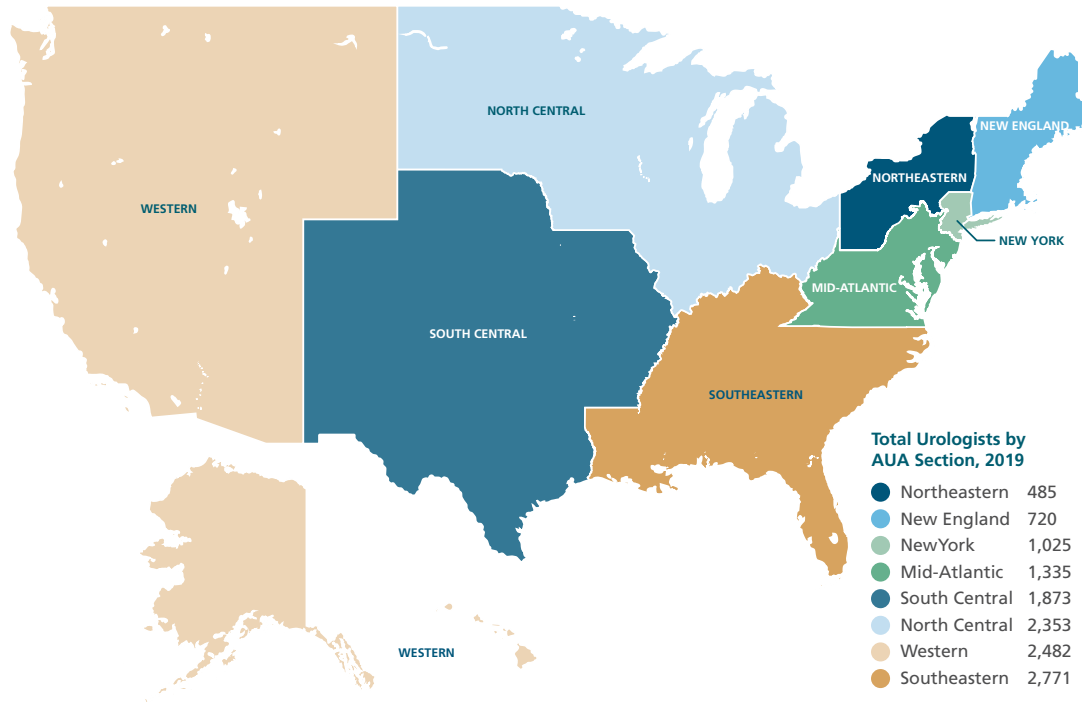 NORTH CENTRAL
NEW ENGLAND
NORTHEASTERN
WESTERN
NEW YORK
MID-ATLANTIC
SOUTH CENTRAL
SOUTHEASTERN
Total Urologists by
AUA Section, 2019
Northeastern 485
New England 720
NewYork 1,025
Mid-Atlantic 1,335
South Central 1,873
North Central 2,353
Western 2,482
Southeastern 2,771
WESTERN